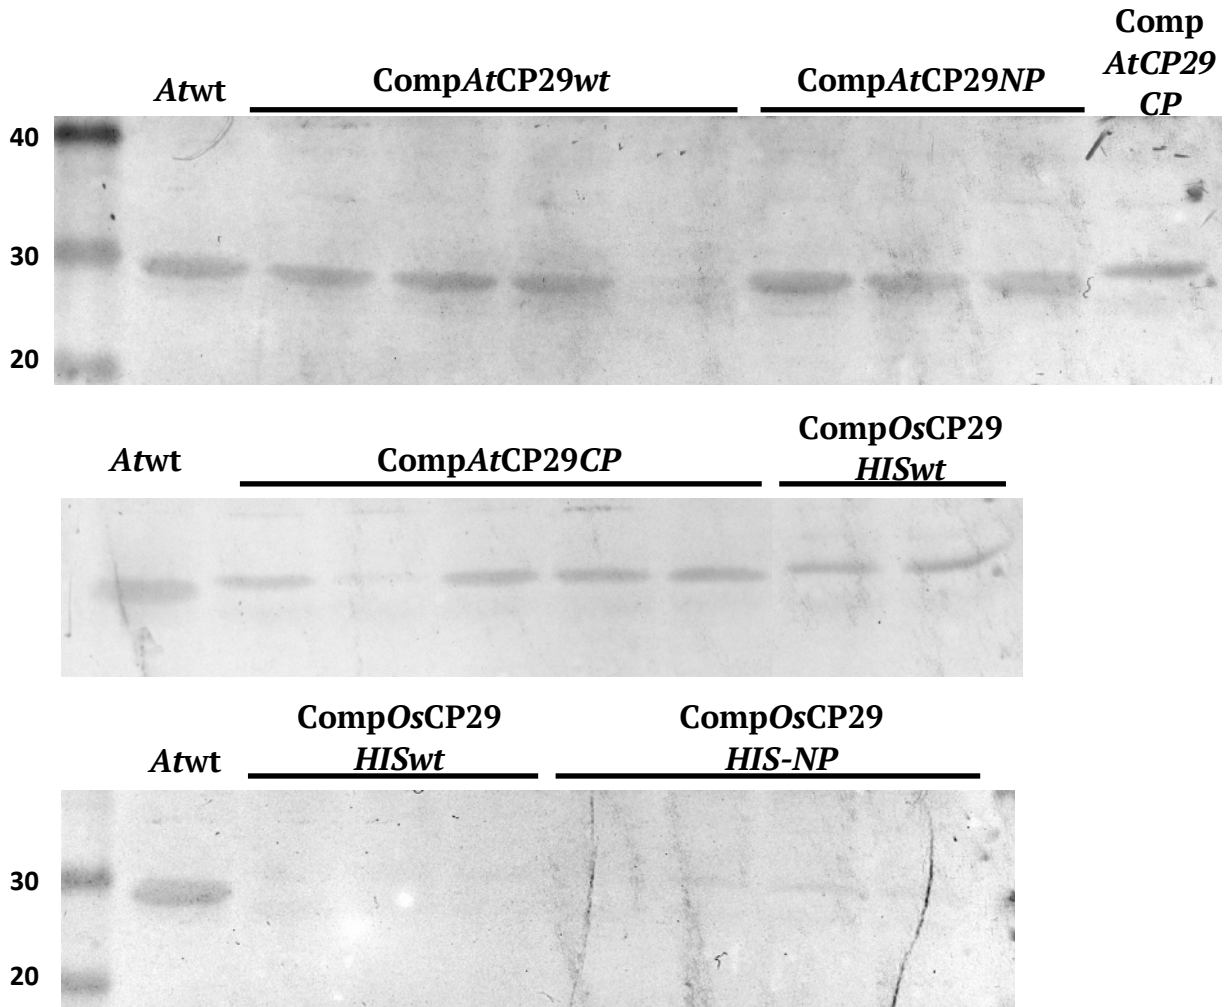 Comp
AtCP29
CP
Atwt CompAtCP29wt CompAtCP29NP
40
30
20
Atwt CompAtCP29CP CompOsCP29
HISwt
CompOsCP29 CompOsCP29
Atwt HISwt HIS-NP
30
20